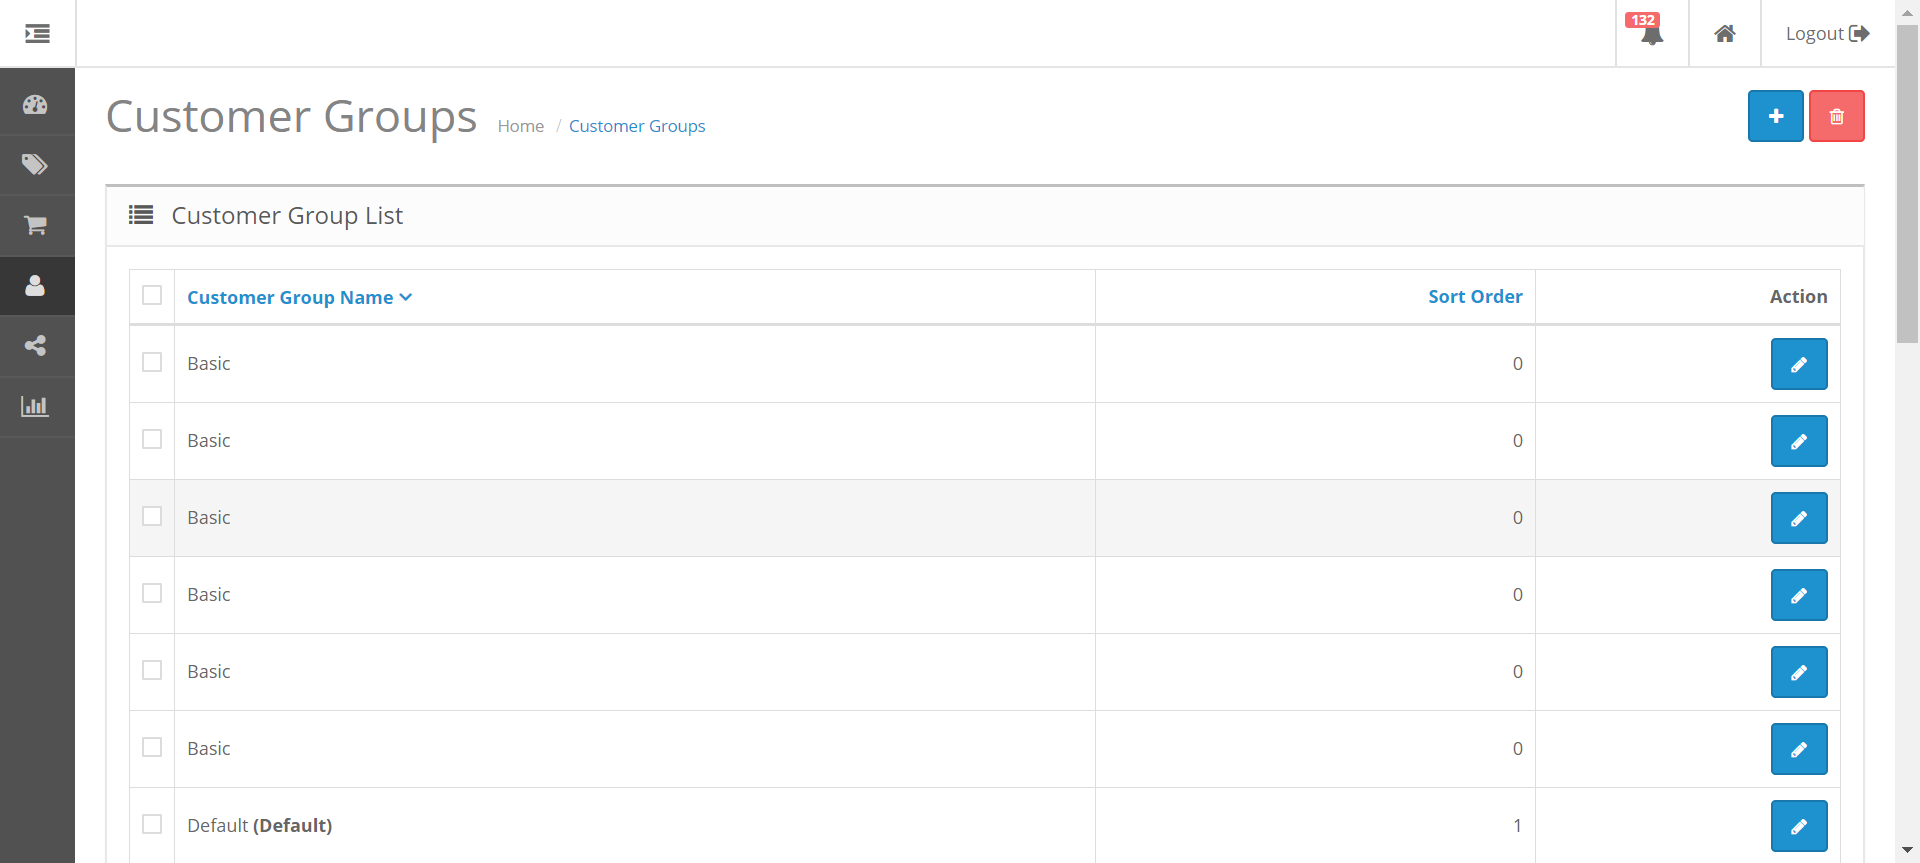 132
Logout
Customer Groups
Home / Customer Groups
Customer Group List
Customer Group Name Sort Order Action
Basic 0
Basic 0
Basic 0
Basic 0
Basic 0
Basic 0
Default (Default) 1